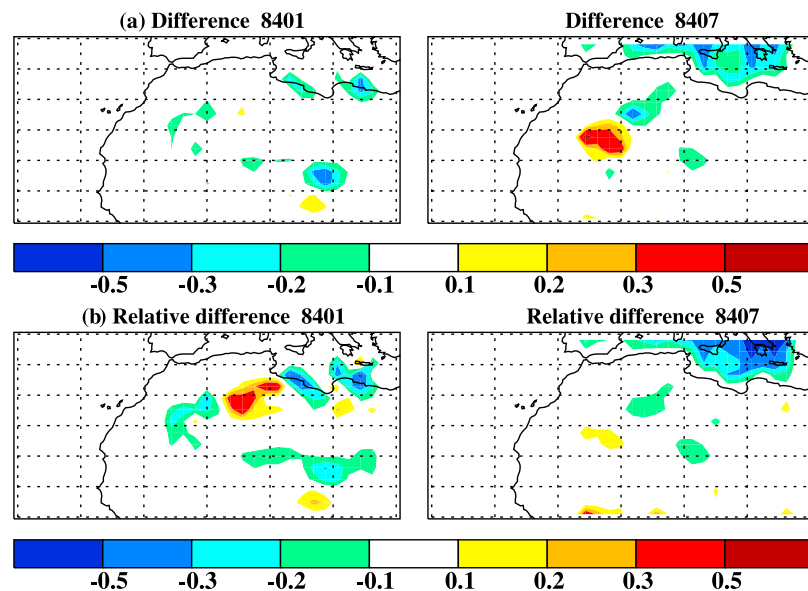 (a) Difference 8401
Difference 8407
-0.5 -0.3 -0.2 -0.1 0.1 0.2 0.3 0.5
(b) Relative difference 8401
Relative difference 8407
-0.5 -0.3 -0.2 -0.1 0.1 0.2 0.3 0.5